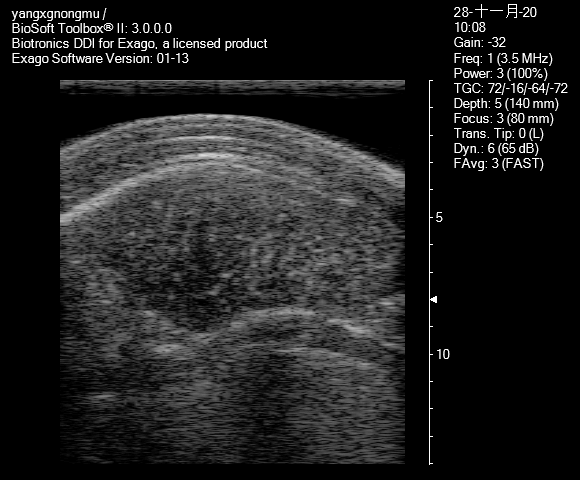 yangxgnongmu /
BioSoft Toolbox® II: 3.0.0.0
Biotronics DDI for Exago, a licensed product
Exago Software Version: 01-13
28-十一月-20
10:08
Gain: -32
Freq: 1 (3.5 MHz)
Power: 3 (100%)
TGC: 72/-16/-64/-72
Depth: 5 (140 mm)
Focus: 3 (80 mm)
Trans. Tip: 0 (L)
Dyn.: 6 (65 dB)
FAvg: 3 (FAST)
5
10